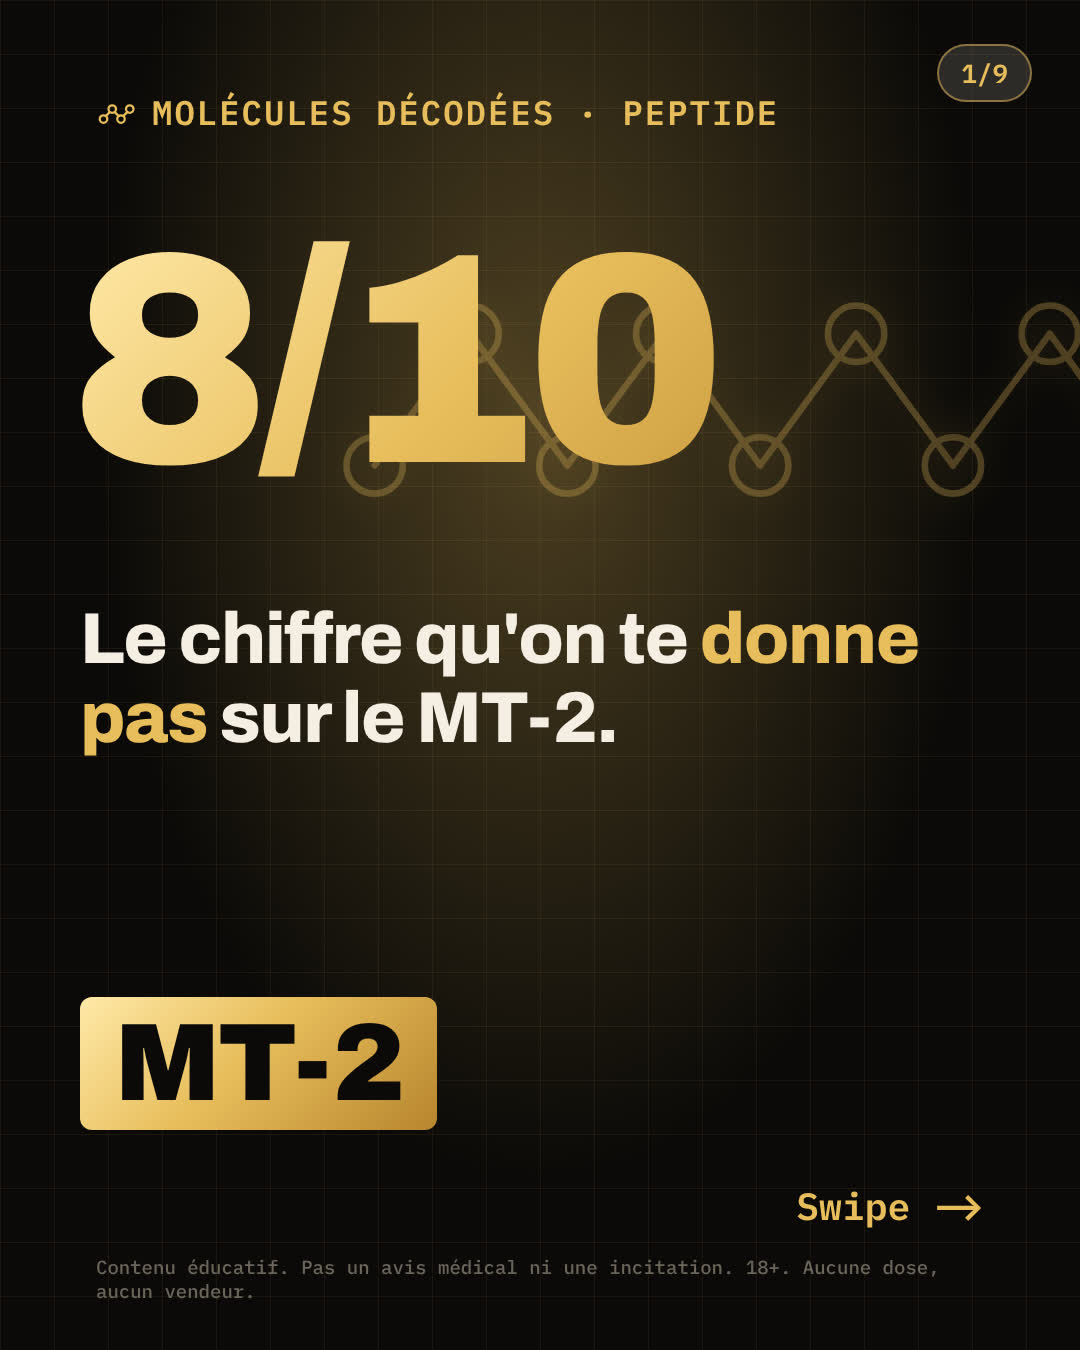 1/9
MOLÉCULES DÉCODÉES · PEPTIDE
8/10
Le chiffre qu'on te donne
pas sur le MT-2.
MT-2
Swipe →
Contenu éducatif. Pas un avis médical ni une incitation. 18+. Aucune dose,
aucun vendeur.